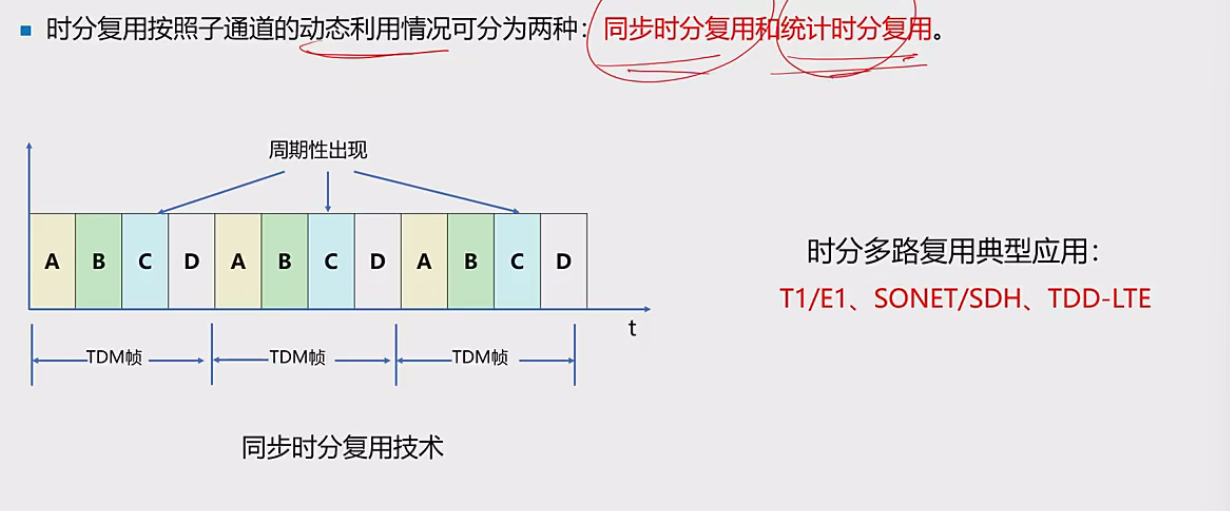 时分复用按照子通道的动态利用情况可分为两种：同步时分复用和统计时分复用。
周期性出现
A B C D A B C D A B C D
t
TDM帧 TDM帧 TDM帧
同步时分复用技术
时分多路复用典型应用：
T1/E1、SONET/SDH、TDD-LTE